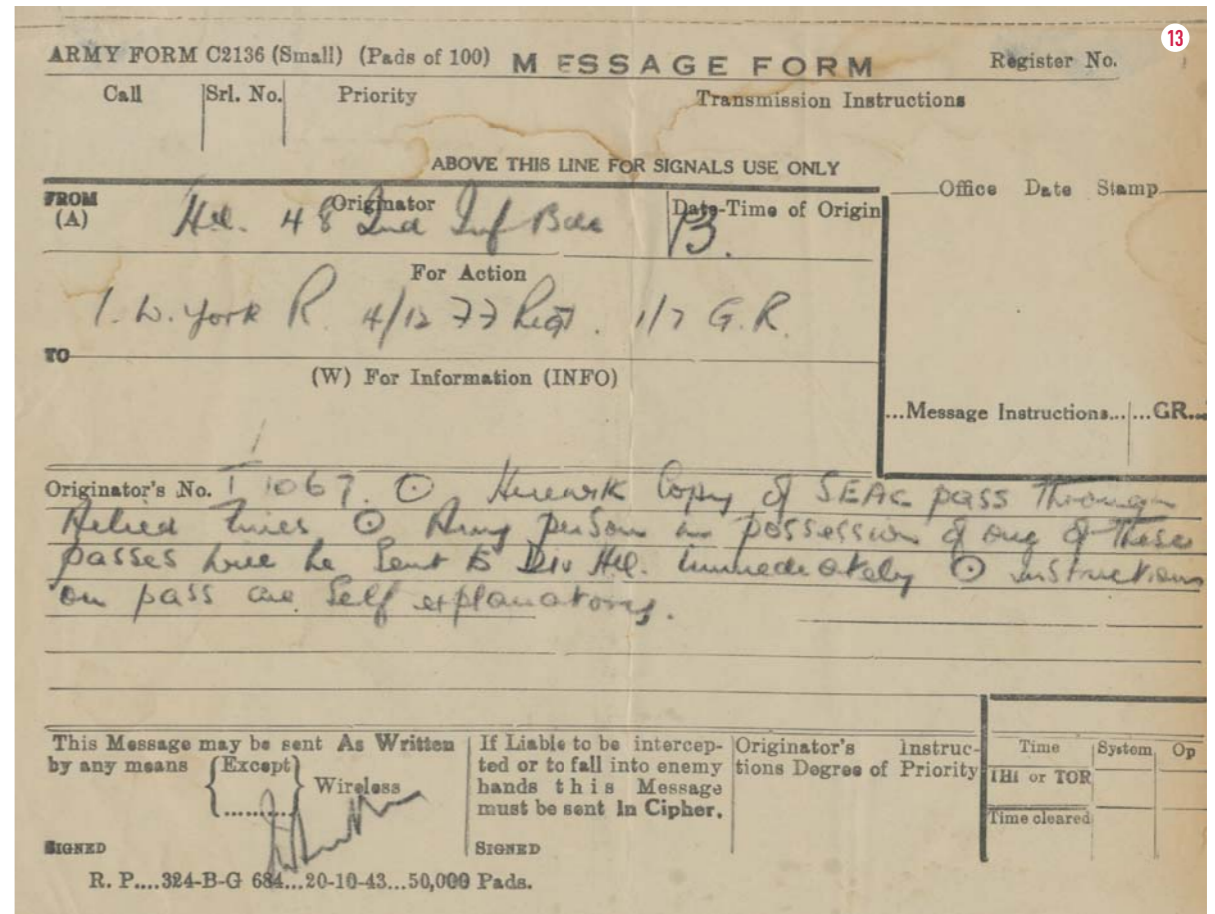 13
ARMY FORM C2136 (Small) (Pads of 100) MESSAGE FORM Register No.
Call Srl. No. Priority Transmission Instructions
ABOVE THIS LINE FOR SIGNALS USE ONLY
Office Date Stamp
FROM (A) Originator Date-Time of Origin
48 Ind Inf Bde 13.
For Action
1. W. York R. 4/12 FF Regt. 1/7 G.R.
TO
(W) For Information (INFO)
...Message Instructions... ...GR...
Originator's No. 1067. ⊙ Herewith Copy of SEAC pass through
Allied lines ⊙ Any person in possession of one of these
passes will be sent to Div HQ. immediately ⊙ instructions
on pass are self explanatory.
This Message may be sent As Written
by any means {Except} Wireless
(..........)
SIGNED
If Liable to be intercep-
ted or to fall into enemy
hands this Message
must be sent In Cipher.
SIGNED
Originator's Instruc-
tions Degree of Priority
Time System Op
THI or TOR
Time cleared
R. P....324-B-G 684...20-10-43...50,000 Pads.